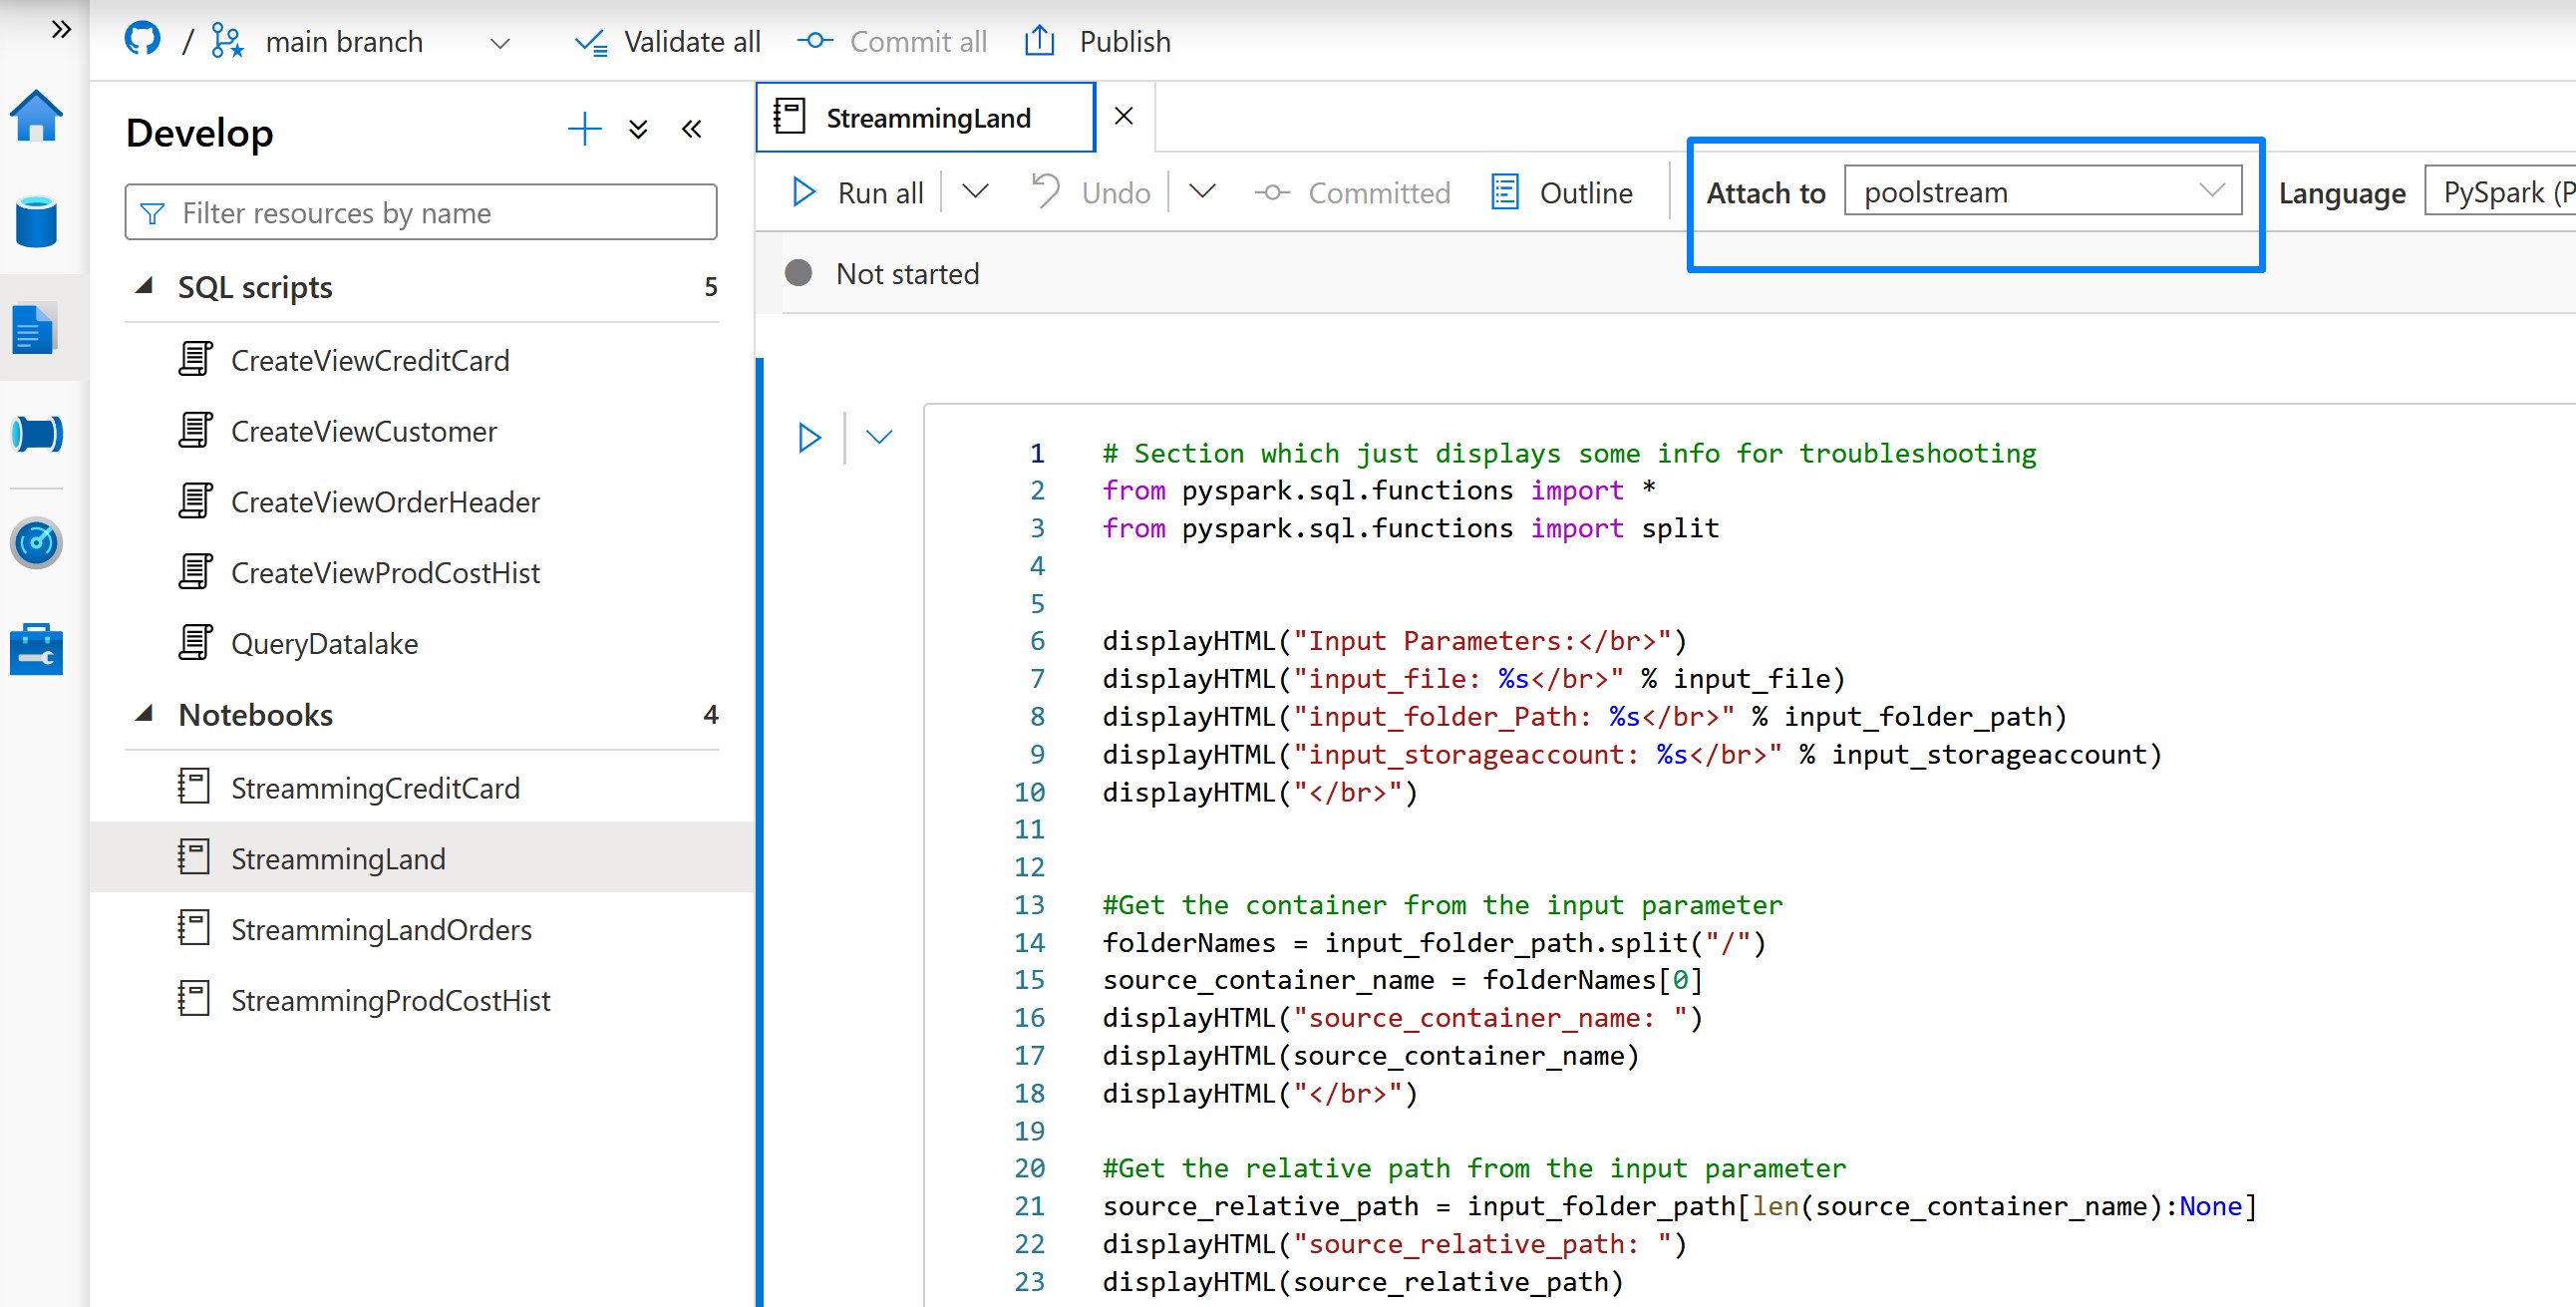 / main branch Validate all Commit all Publish
Develop
Filter resources by name
SQL scripts 5
CreateViewCreditCard
CreateViewCustomer
CreateViewOrderHeader
CreateViewProdCostHist
QueryDatalake
Notebooks 4
StreammingCreditCard
StreammingLand
StreammingLandOrders
StreammingProdCostHist
StreammingLand
Run all Undo Committed Outline Attach to poolstream Language PySpark (P
Not started
1 # Section which just displays some info for troubleshooting
2 from pyspark.sql.functions import *
3 from pyspark.sql.functions import split
4
5
6 displayHTML("Input Parameters:</br>")
7 displayHTML("input_file: %s</br>" % input_file)
8 displayHTML("input_folder_Path: %s</br>" % input_folder_path)
9 displayHTML("input_storageaccount: %s</br>" % input_storageaccount)
10 displayHTML("</br>")
11
12
13 #Get the container from the input parameter
14 folderNames = input_folder_path.split("/")
15 source_container_name = folderNames[0]
16 displayHTML("source_container_name: ")
17 displayHTML(source_container_name)
18 displayHTML("</br>")
19
20 #Get the relative path from the input parameter
21 source_relative_path = input_folder_path[len(source_container_name):None]
22 displayHTML("source_relative_path: ")
23 displayHTML(source_relative_path)